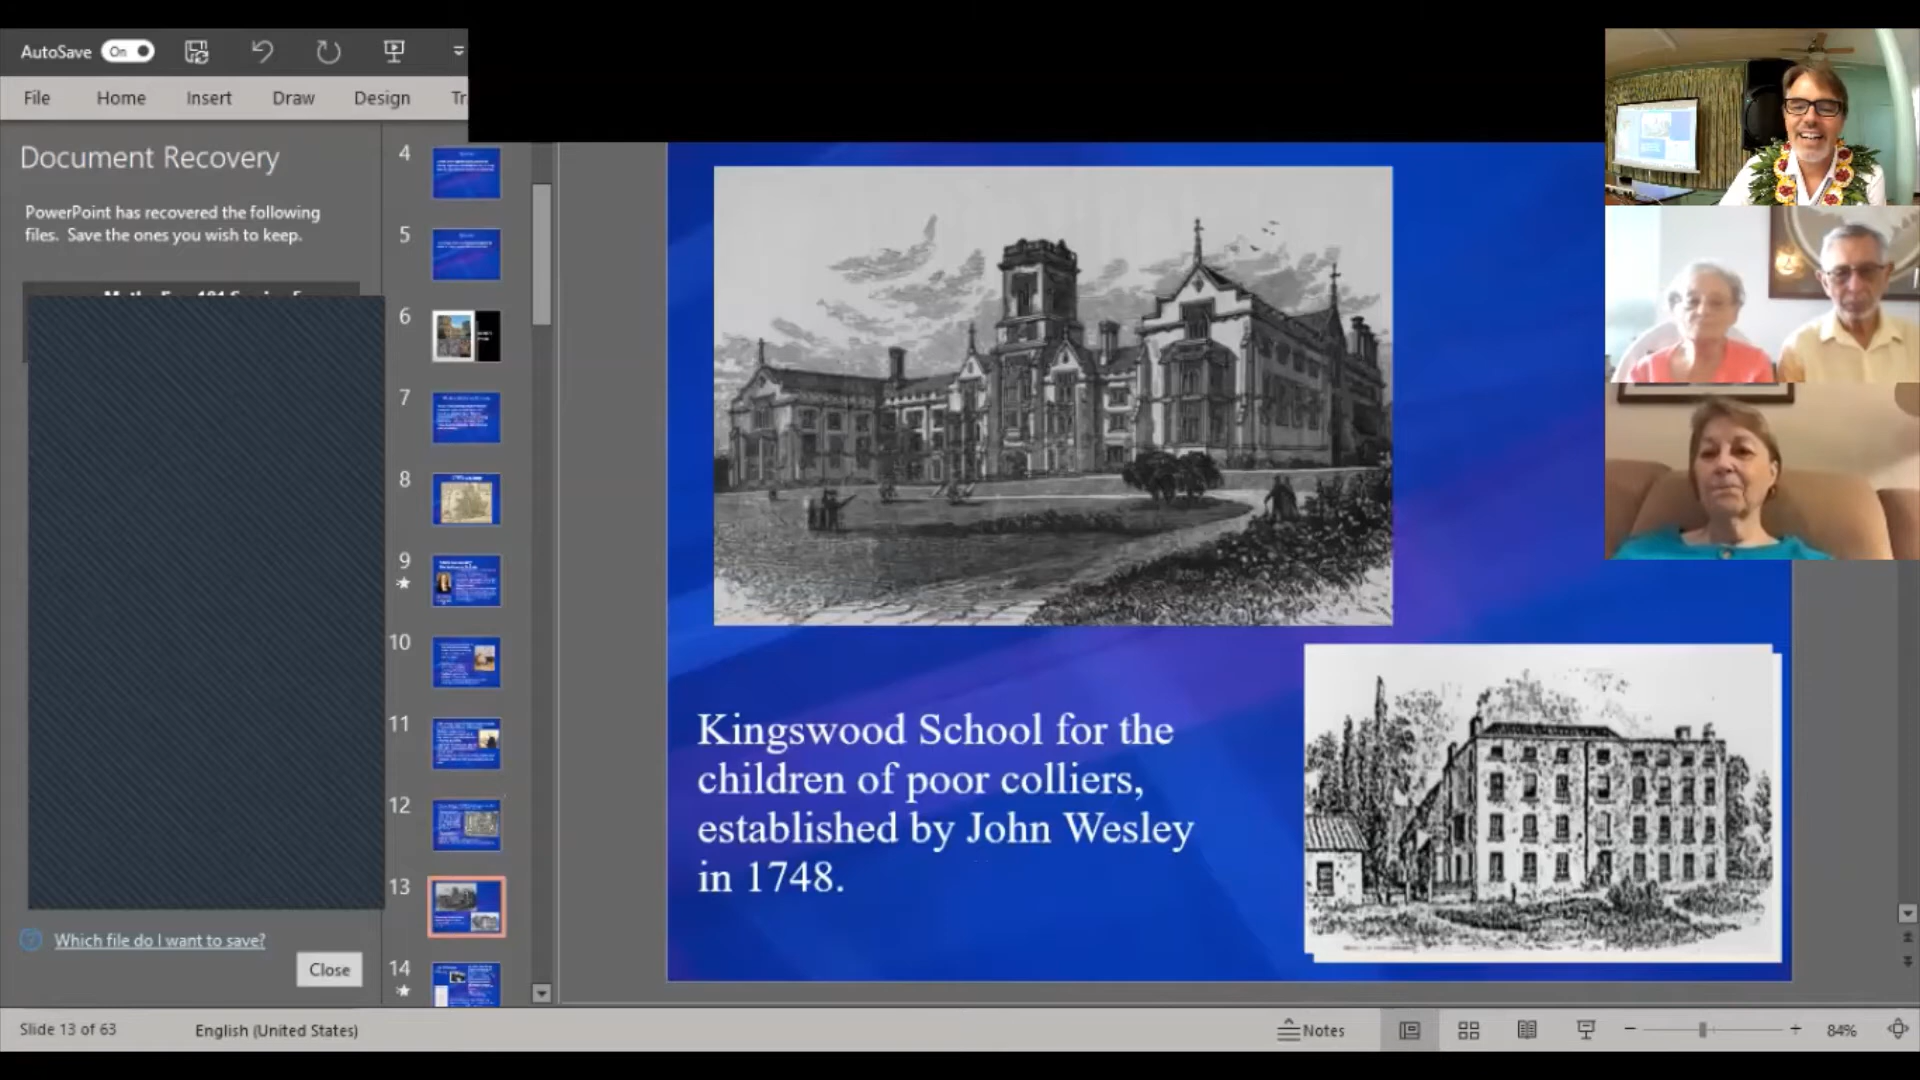 AutoSave On
File Home Insert Draw Design
Document Recovery
PowerPoint has recovered the following
files. Save the ones you wish to keep.
Which file do I want to save?
Close
4
5
6
7
8
9
10
11
12
13
14
Kingswood School for the
children of poor colliers,
established by John Wesley
in 1748.
Slide 13 of 63
English (United States)
Notes
84%